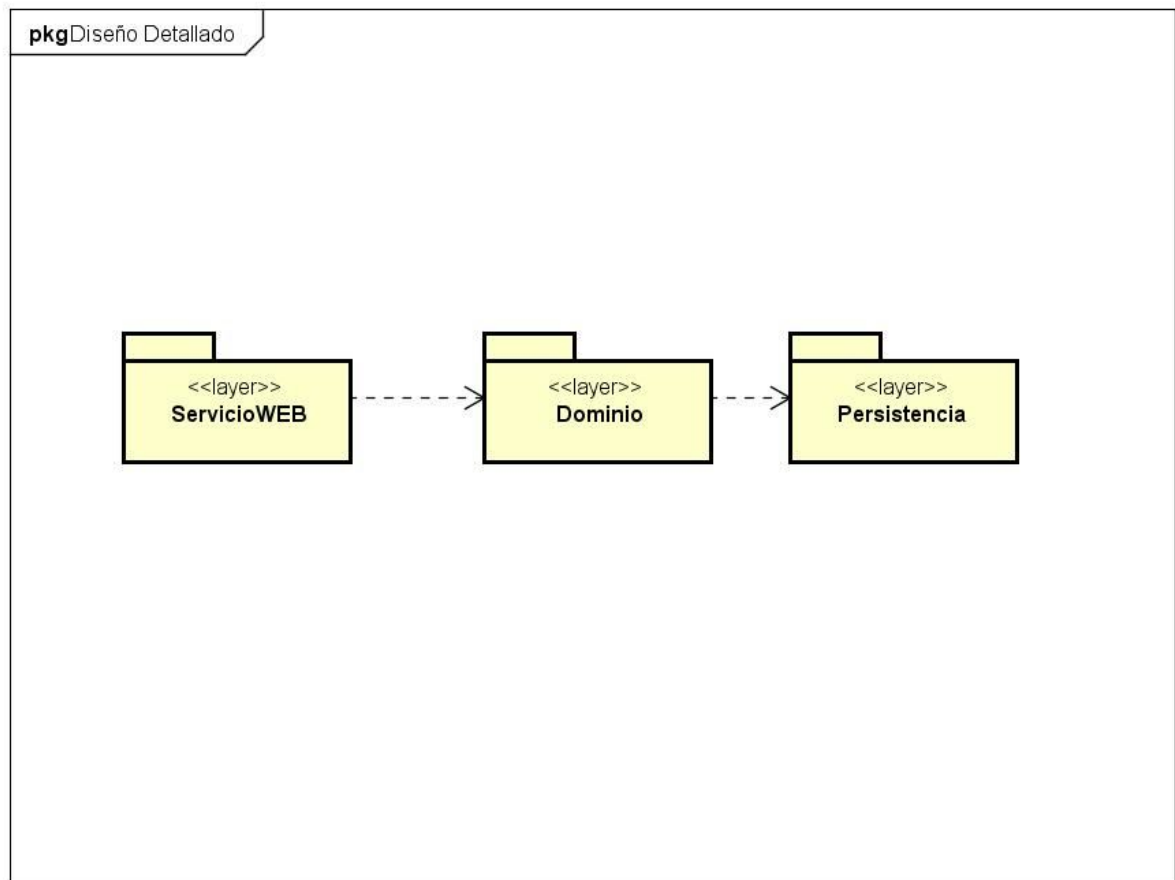 pkgDiseño Detallado
<<layer>>
ServicioWEB
<<layer>>
Dominio
<<layer>>
Persistencia